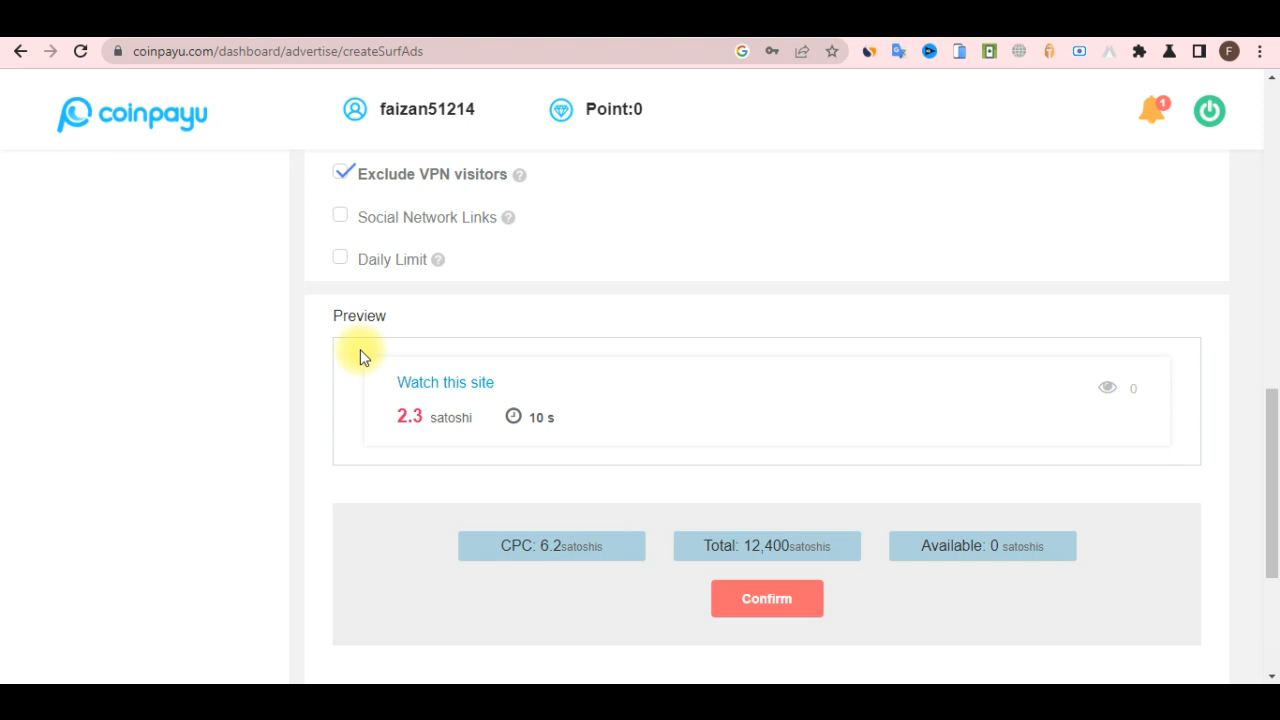 coinpayu.com/dashboard/advertise/createSurfAds
F
coinpayu
faizan51214
Point:0
1
Exclude VPN visitors ?
Social Network Links ?
Daily Limit ?
Preview
Watch this site
0
2.3 satoshi 10 s
CPC: 6.2satoshis
Total: 12,400satoshis
Available: 0 satoshis
Confirm